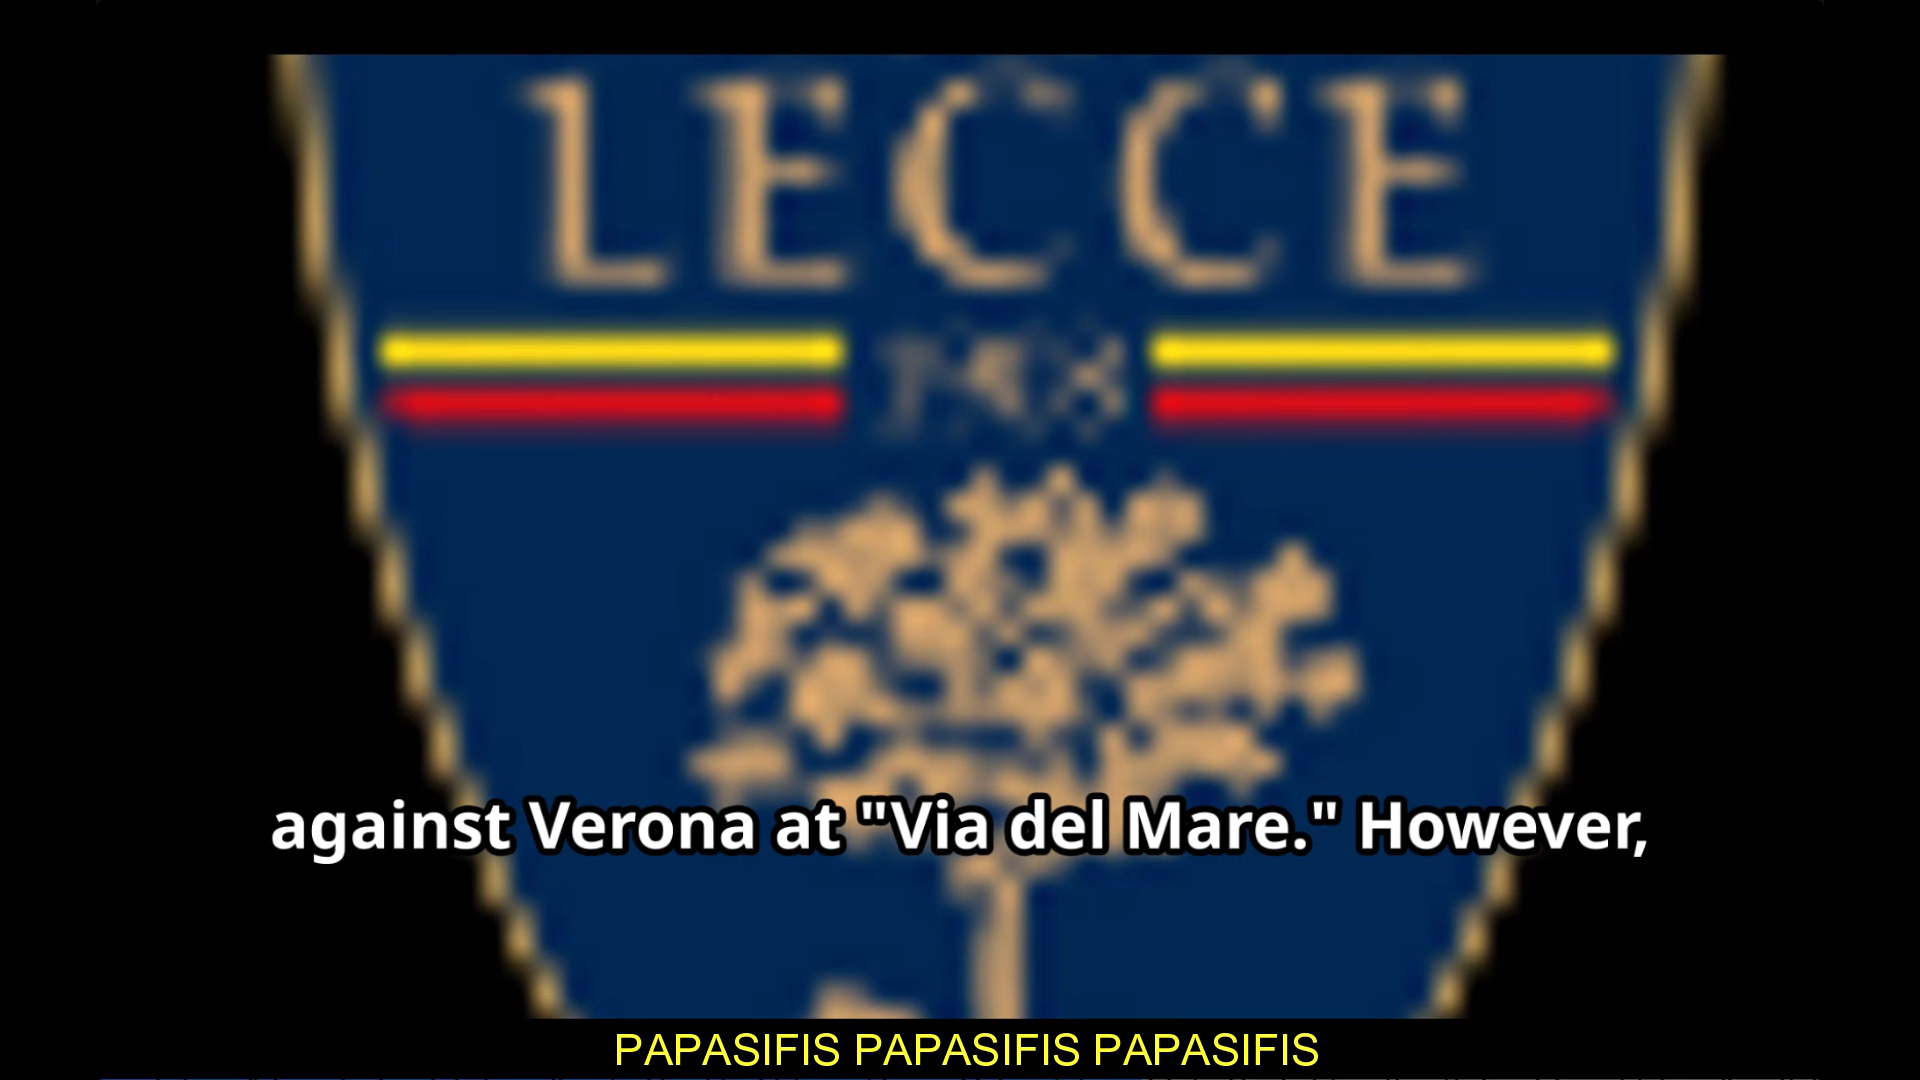 LECCE
against Verona at "Via del Mare." However,
PAPASIFIS PAPASIFIS PAPASIFIS